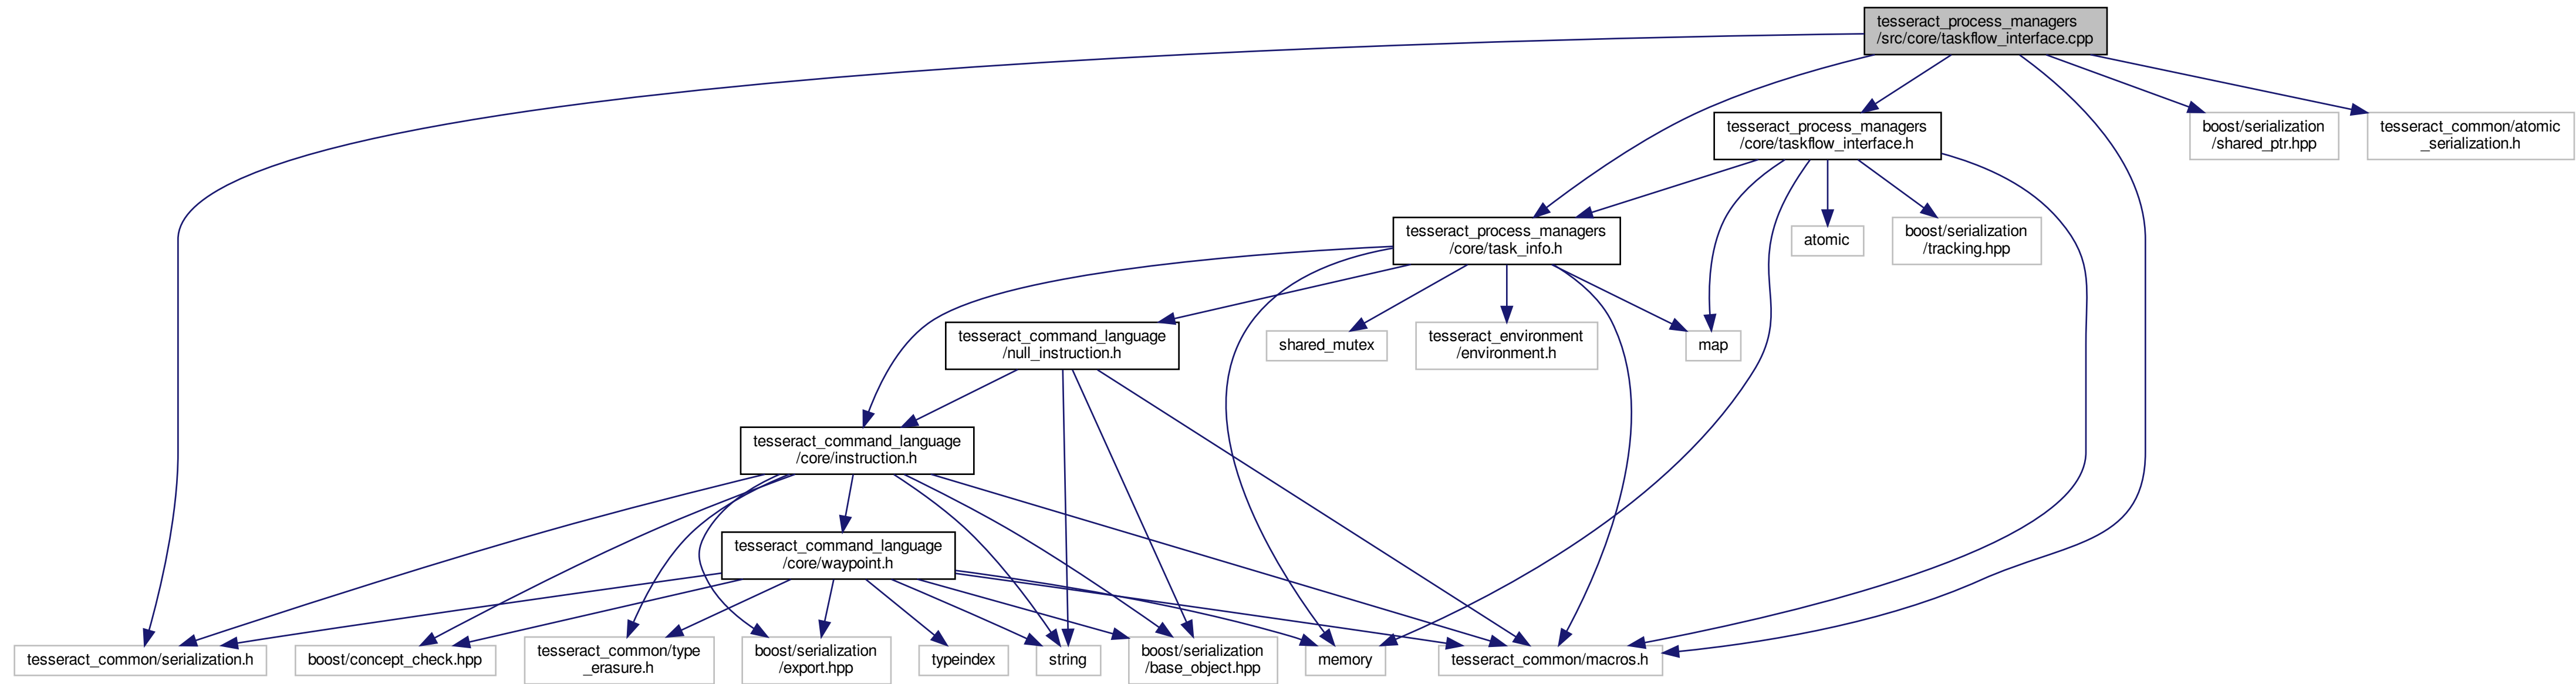 tesseract_process_managers
/src/core/taskflow_interface.cpp
tesseract_process_managers
/core/taskflow_interface.h
boost/serialization
/shared_ptr.hpp
tesseract_common/atomic
_serialization.h
tesseract_process_managers
/core/task_info.h
atomic
boost/serialization
/tracking.hpp
tesseract_command_language
/null_instruction.h
shared_mutex
tesseract_environment
/environment.h
map
tesseract_command_language
/core/instruction.h
tesseract_command_language
/core/waypoint.h
tesseract_common/serialization.h
boost/concept_check.hpp
tesseract_common/type
_erasure.h
boost/serialization
/export.hpp
typeindex
string
boost/serialization
/base_object.hpp
memory
tesseract_common/macros.h